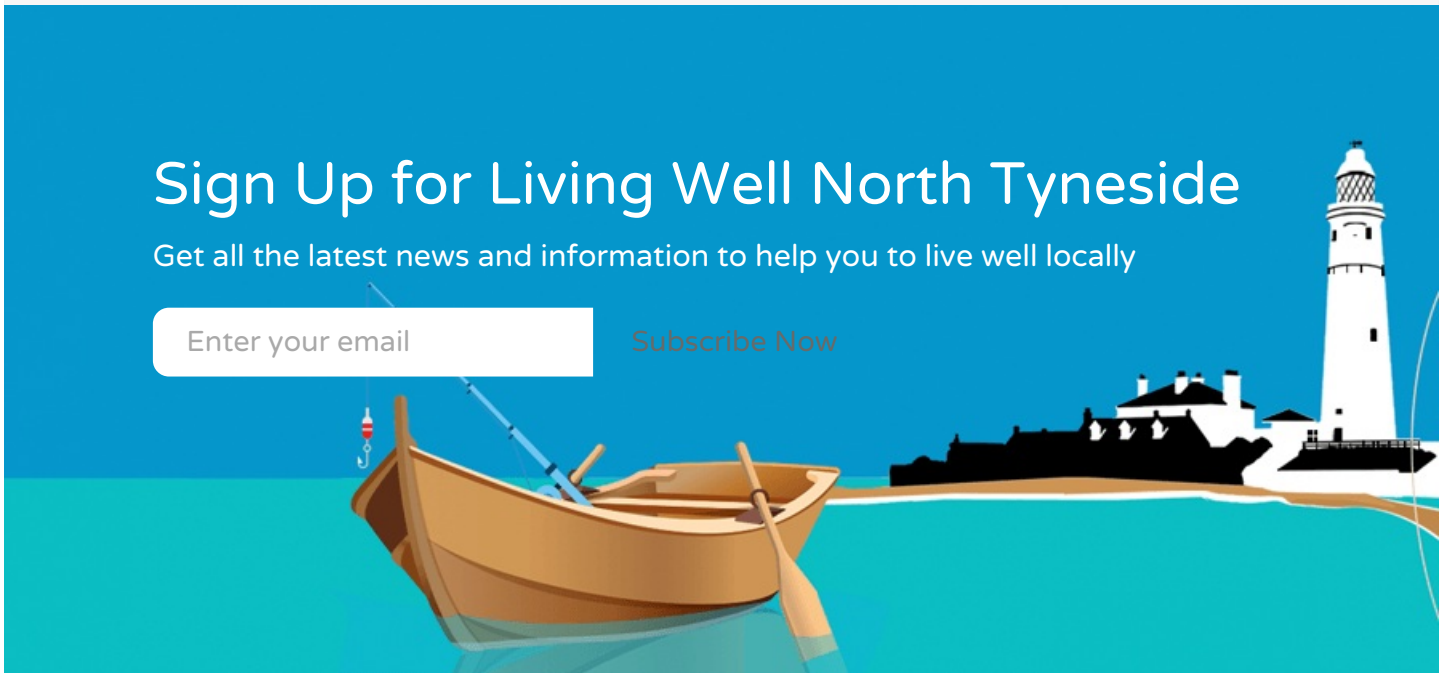 Sign Up for Living Well North Tyneside
Get all the latest news and information to help you to live well locally
Enter your email
Subscribe Now